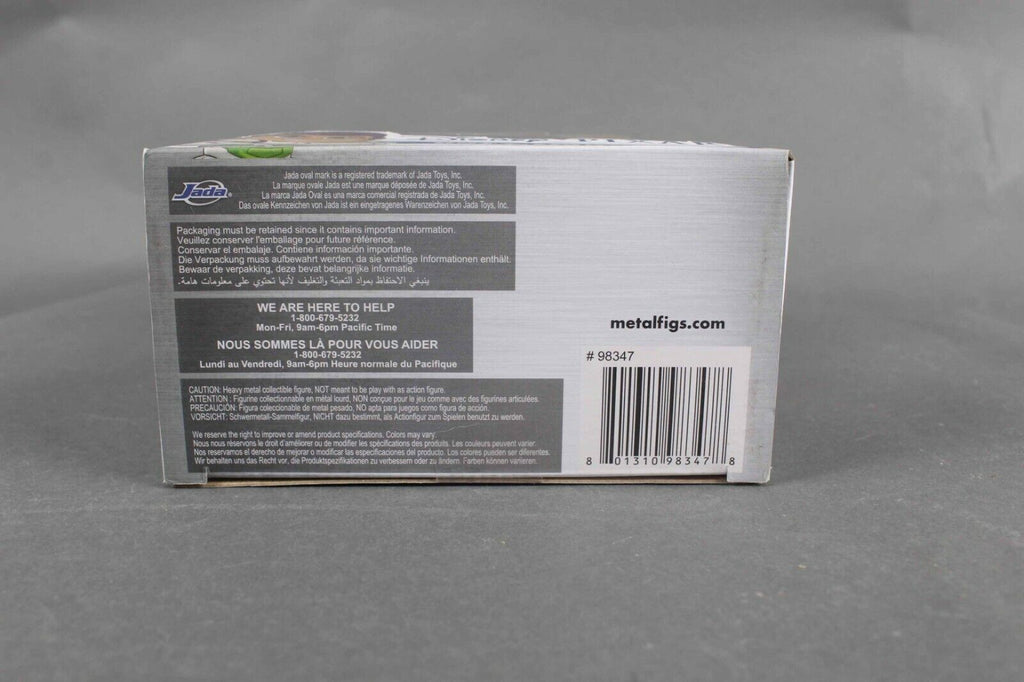 Jada
Jada oval mark is a registered trademark of Jada Toys, Inc.
La marque ovale Jada est une marque déposée de Jada Toys, Inc.
La marca Jada Oval es una marca comercial registrada de Jada Toys, Inc.
Das ovale Kennzeichen von Jada ist ein eingetragenes Warenzeichen von Jada Toys, Inc.
Packaging must be retained since it contains important information.
Veuillez conserver l'emballage pour future référence.
Conservar el embalaje. Contiene información importante.
Die Verpackung muss aufbewahrt werden, da sie wichtige Informationen enthält.
Bewaar de verpakking, deze bevat belangrijke informatie.
ينبغي الاحتفاظ بمواد التعبئة والتغليف لأنها تحتوي على معلومات هامة.
WE ARE HERE TO HELP
1-800-679-5232
Mon-Fri, 9am-6pm Pacific Time
NOUS SOMMES LÀ POUR VOUS AIDER
1-800-679-5232
Lundi au Vendredi, 9am-6pm Heure normale du Pacifique
CAUTION: Heavy metal collectible figure, NOT meant to be play with as action figure.
ATTENTION : Figurine collectionnable en métal lourd, NON conçue pour le jeu comme avec des figurines articulées.
PRECAUCIÓN: Figura coleccionable de metal pesado, NO apta para juegos como figura de acción.
VORSICHT: Schwermetall-Sammelfigur, NICHT dazu bestimmt, als Actionfigur zum Spielen benutzt zu werden.
We reserve the right to improve or amend product specifications. Colors may vary.
Nous nous réservons le droit d'améliorer ou de modifier les spécifications des produits. Les couleurs peuvent varier.
Nos reservamos el derecho de mejorar o modificar las especificaciones del producto. Los colores pueden ser diferentes.
Wir behalten uns das Recht vor, die Produktspezifikationen zu verbessern oder zu ändern. Farben können variieren.
metalfigs.com
# 98347
8 01310 98347 8